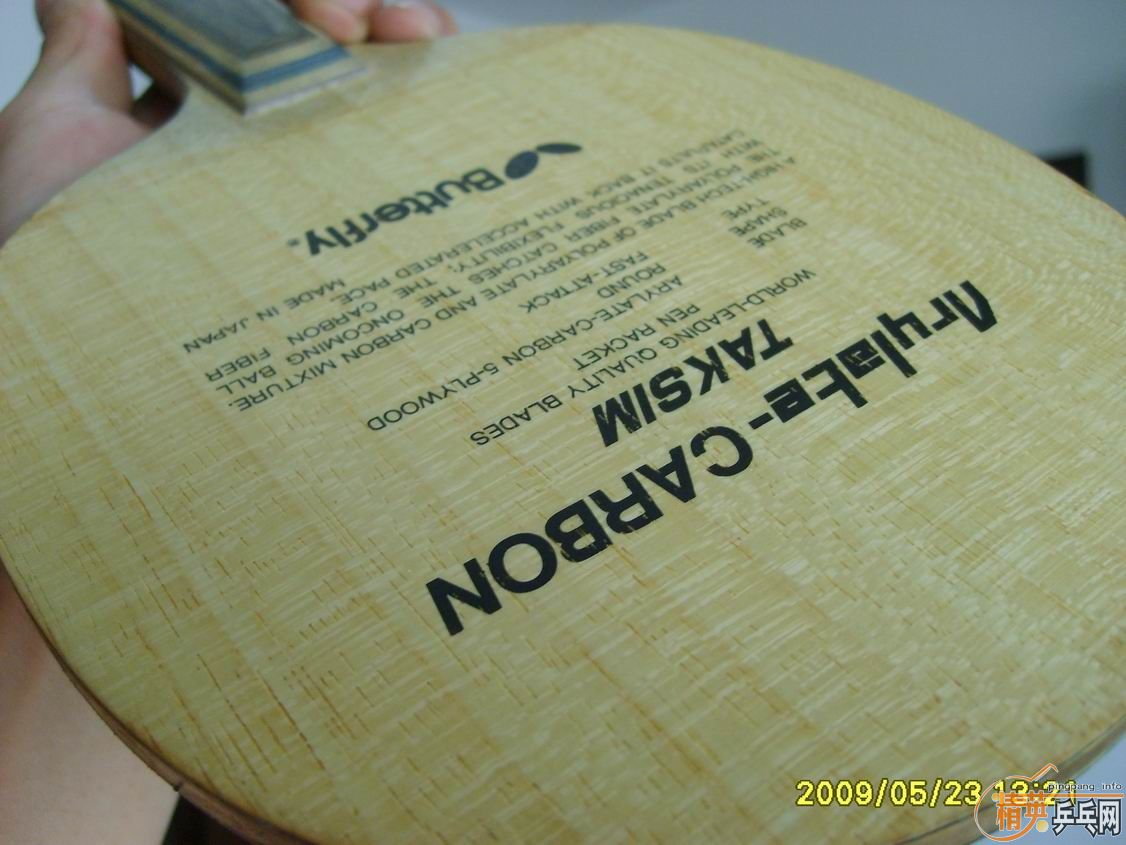 Arylate-CARBON
TAKSIM
WORLD-LEADING QUALITY BLADES
PEN RACKET
BLADE ARYLATE-CARBON 5-PLYWOOD
SHAPE ROUND
TYPE FAST-ATTACK
A HIGH-TECH BLADE OF POLYARYLATE AND CARBON MIXTURE.
THE POLYARYLATE FIBER CATCHES THE ONCOMING BALL
WITH ITS TENACIOUS FLEXIBILITY; THE CARBON FIBER
CATAPULTS IT BACK WITH ACCELERATED PACE.
MADE IN JAPAN
Butterfly
2009/05/23 13:21
pingpang_info
精英乒乓网